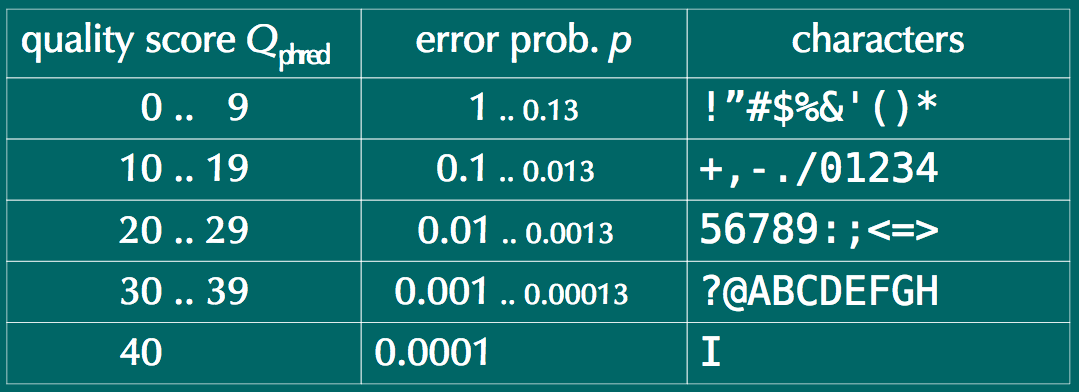 quality score Qphred error prob. p characters
0 .. 9 1 .. 0.13 !”#$%&'()*
10 .. 19 0.1 .. 0.013 +,-./01234
20 .. 29 0.01 .. 0.0013 56789:;<=>
30 .. 39 0.001 .. 0.00013 ?@ABCDEFGH
40 0.0001 I